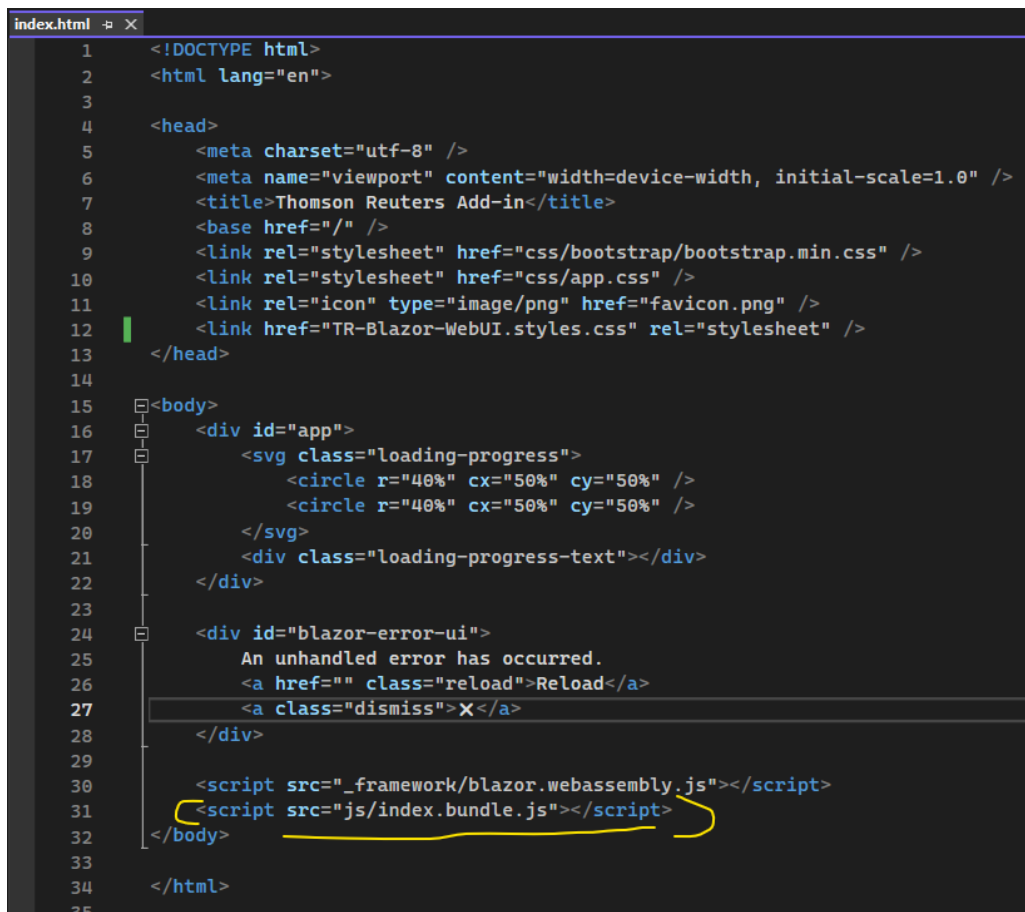 index.html
1 <!DOCTYPE html>
2 <html lang="en">
3
4 <head>
5 <meta charset="utf-8" />
6 <meta name="viewport" content="width=device-width, initial-scale=1.0" />
7 <title>Thomson Reuters Add-in</title>
8 <base href="/" />
9 <link rel="stylesheet" href="css/bootstrap/bootstrap.min.css" />
10 <link rel="stylesheet" href="css/app.css" />
11 <link rel="icon" type="image/png" href="favicon.png" />
12 <link href="TR-Blazor-WebUI.styles.css" rel="stylesheet" />
13 </head>
14
15 <body>
16 <div id="app">
17 <svg class="loading-progress">
18 <circle r="40%" cx="50%" cy="50%" />
19 <circle r="40%" cx="50%" cy="50%" />
20 </svg>
21 <div class="loading-progress-text"></div>
22 </div>
23
24 <div id="blazor-error-ui">
25 An unhandled error has occurred.
26 <a href="" class="reload">Reload</a>
27 <a class="dismiss">🗙</a>
28 </div>
29
30 <script src="_framework/blazor.webassembly.js"></script>
31 <script src="js/index.bundle.js"></script>
32 </body>
33
34 </html>
35